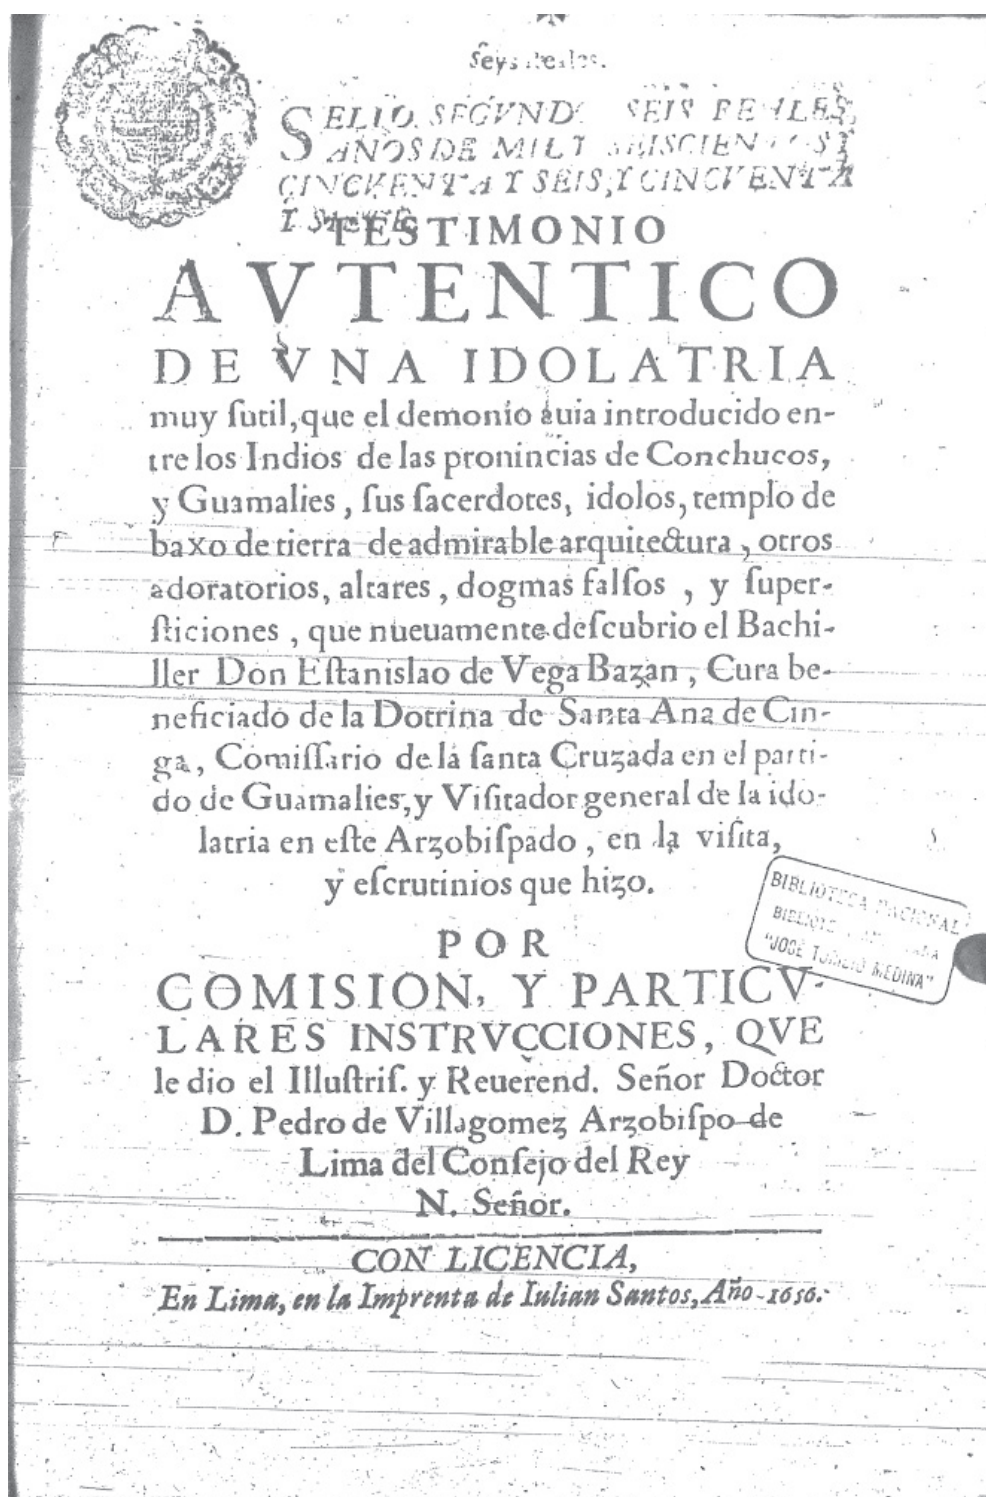 Seys reales.
SELLO SEGVNDO SEIS REALES,
AÑOS DE MIL Y SEISCIENTOS Y
CINCVENTA Y SEIS, Y CINCVENTA
Y SIETE.
TESTIMONIO
AVTENTICO
DE VNA IDOLATRIA
muy ſutil, que el demonio auia introducido en-
tre los Indios de las prouincias de Conchucos,
y Guamalies, ſus ſacerdotes, idolos, templo de
baxo de tierra de admirable arquitectura, otros
adoratorios, altares, dogmas falſos, y ſuper-
ſticiones, que nueuamente deſcubrio el Bachi-
ller Don Eſtanislao de Vega Bazan, Cura be-
neficiado de la Dotrina de Santa Ana de Cin-
ga, Comiſſario de la ſanta Cruzada en el parti-
do de Guamalies, y Viſitador general de la ido-
latria en eſte Arzobiſpado, en la viſita,
y eſcrutinios que hizo.
BIBLIOTECA NACIONAL
BIBLIOTECA
"JOSÉ TORIBIO MEDINA"
POR
COMISION, Y PARTICV-
LARES INSTRVCCIONES, QVE
le dio el Illuſtriſ. y Reuerend. Señor Doctor
D. Pedro de Villagomez Arzobiſpo de
Lima del Conſejo del Rey
N. Señor.
CON LICENCIA,
En Lima, en la Imprenta de Iulian Santos, Año 1656.